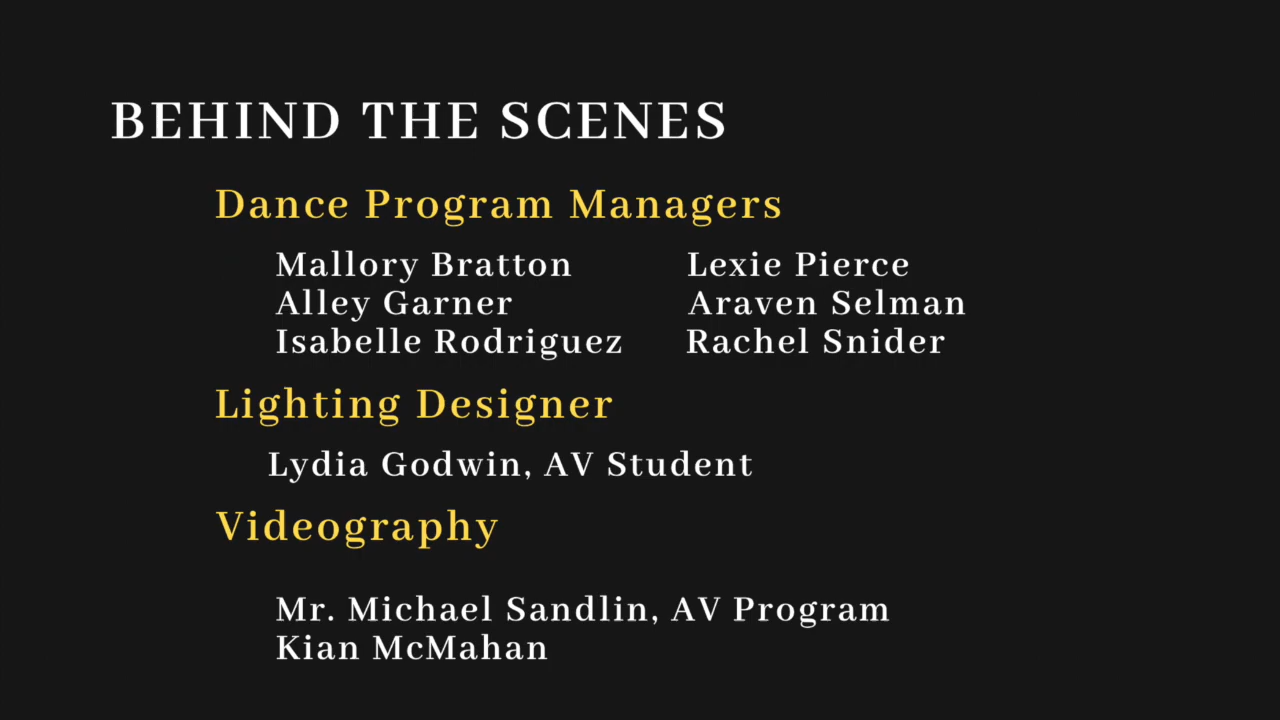 BEHIND THE SCENES
Dance Program Managers
Mallory Bratton Lexie Pierce
Alley Garner Araven Selman
Isabelle Rodriguez Rachel Snider
Lighting Designer
Lydia Godwin, AV Student
Videography
Mr. Michael Sandlin, AV Program
Kian McMahan